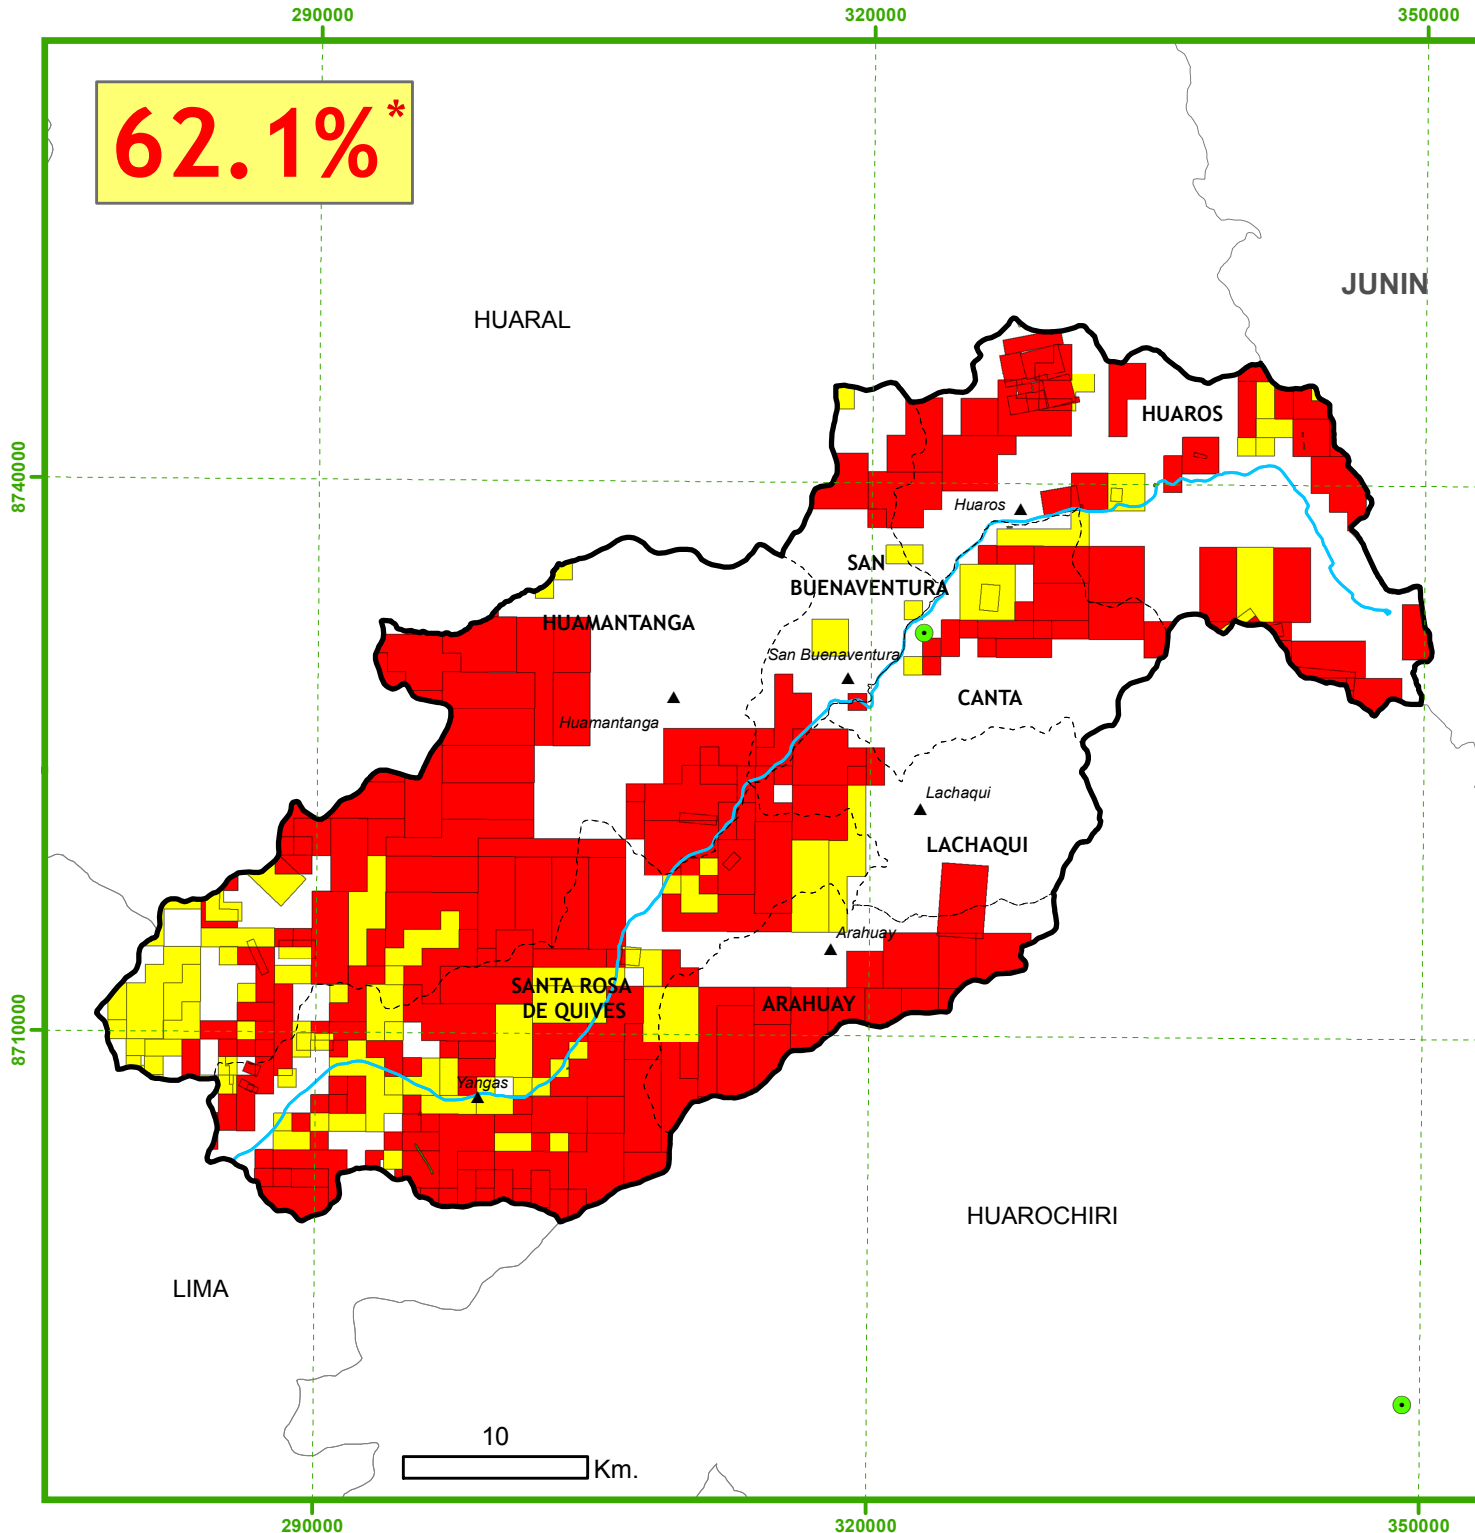 290000
320000
350000
62.1%*
JUNIN
HUARAL
HUAROS
8740000
Huaros
SAN
BUENAVENTURA
HUAMANTANGA
San Buenaventura
CANTA
Huamantanga
Lachaqui
LACHAQUI
Arahuay
SANTA ROSA
DE QUIVES
ARAHUAY
8710000
Yangas
HUAROCHIRI
LIMA
10
Km.
290000
320000
350000